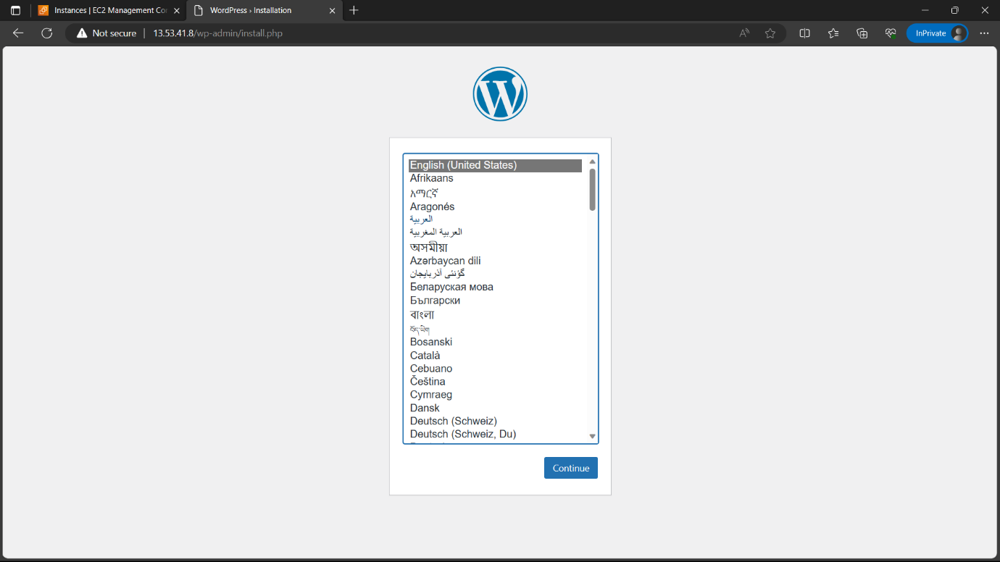 Instances | EC2 Management Cor
WordPress › Installation
Not secure
13.53.41.8/wp-admin/install.php
InPrivate
English (United States)
Afrikaans
አማርኛ
Aragonés
العربية
العربية المغربية
অসমীয়া
Azərbaycan dili
گؤنئی آذربایجان
Беларуская мова
Български
বাংলা
བོད་ཡིག
Bosanski
Català
Cebuano
Čeština
Cymraeg
Dansk
Deutsch (Schweiz)
Deutsch (Schweiz, Du)
Continue